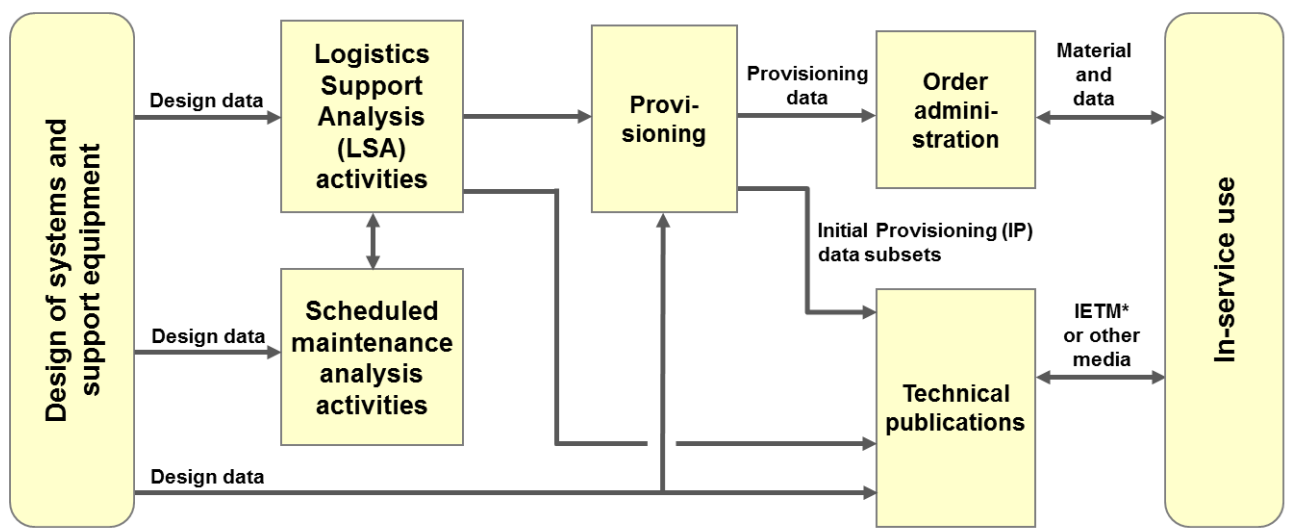 Design of systems and
support equipment
Design data
Logistics
Support
Analysis
(LSA)
activities
Provi-
sioning
Provisioning
data
Order
admini-
stration
Material
and
data
In-service use
Initial Provisioning (IP)
data subsets
Design data
Scheduled
maintenance
analysis
activities
Technical
publications
IETM*
or other
media
Design data